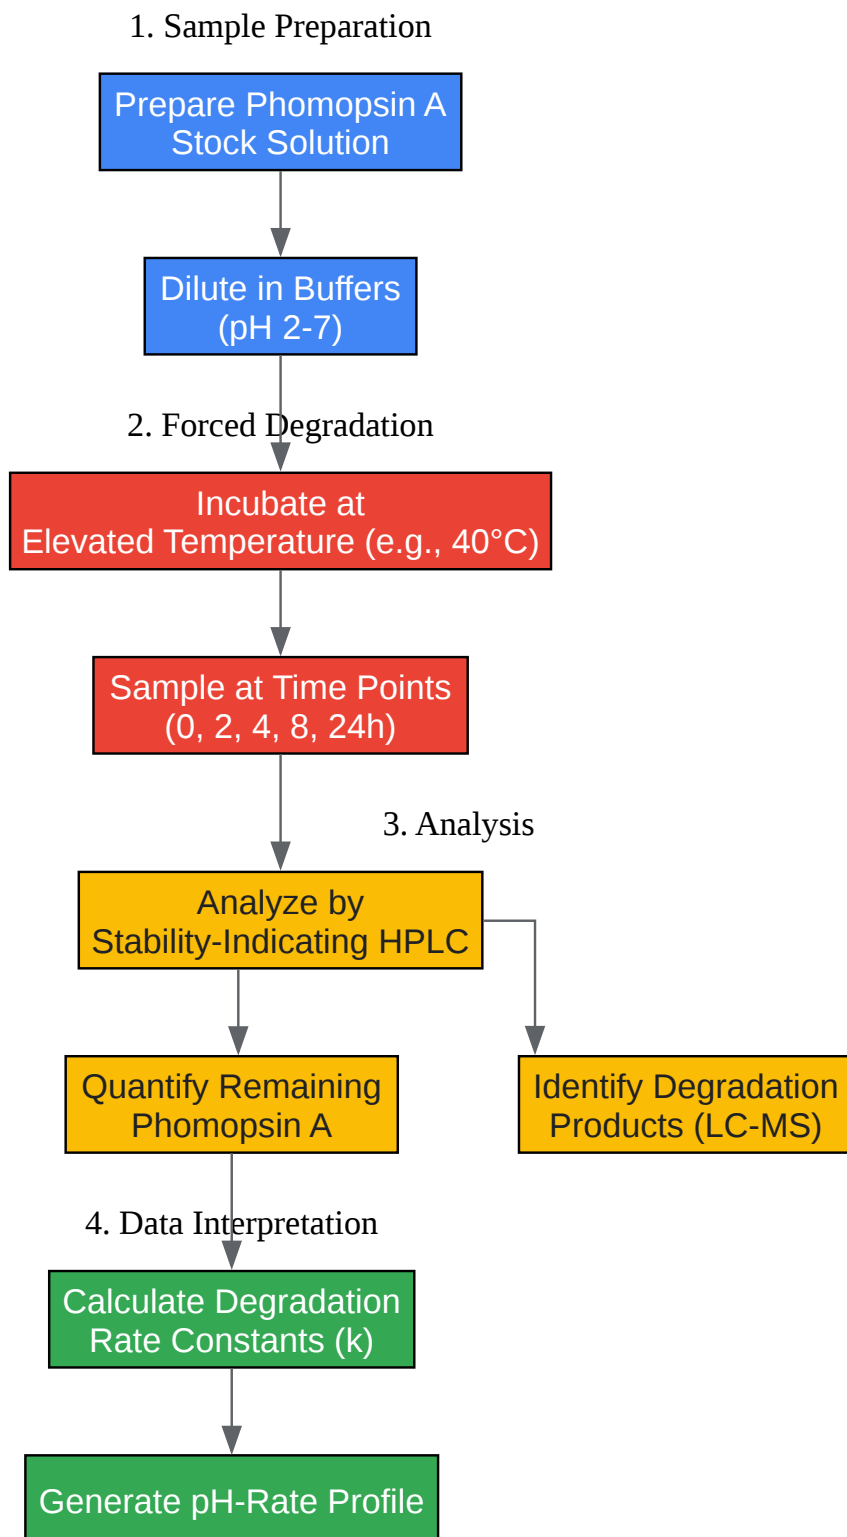 1. Sample Preparation
Prepare Phomopsin A
Stock Solution
Dilute in Buffers
(pH 2-7)
2. Forced Degradation
Incubate at
Elevated Temperature (e.g., 40°C)
Sample at Time Points
(0, 2, 4, 8, 24h)
3. Analysis
Analyze by
Stability-Indicating HPLC
Quantify Remaining
Phomopsin A
Identify Degradation
Products (LC-MS)
4. Data Interpretation
Calculate Degradation
Rate Constants (k)
Generate pH-Rate Profile